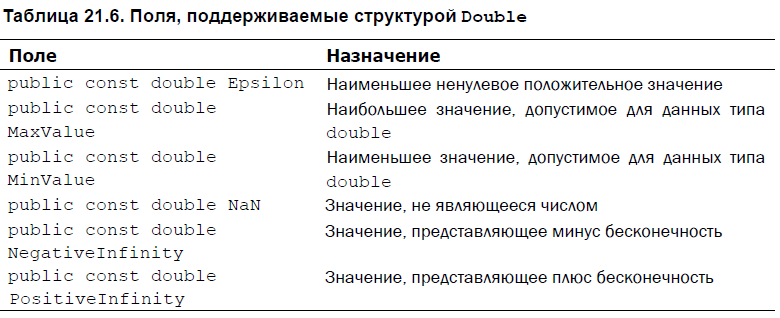 Таблица 21.6. Поля, поддерживаемые структурой Double
Поле Назначение
public const double Epsilon Наименьшее ненулевое положительное значение
public const double Наибольшее значение, допустимое для данных типа
MaxValue double
public const double Наименьшее значение, допустимое для данных типа
MinValue double
public const double NaN Значение, не являющееся числом
public const double Значение, представляющее минус бесконечность
NegativeInfinity
public const double Значение, представляющее плюс бесконечность
PositiveInfinity